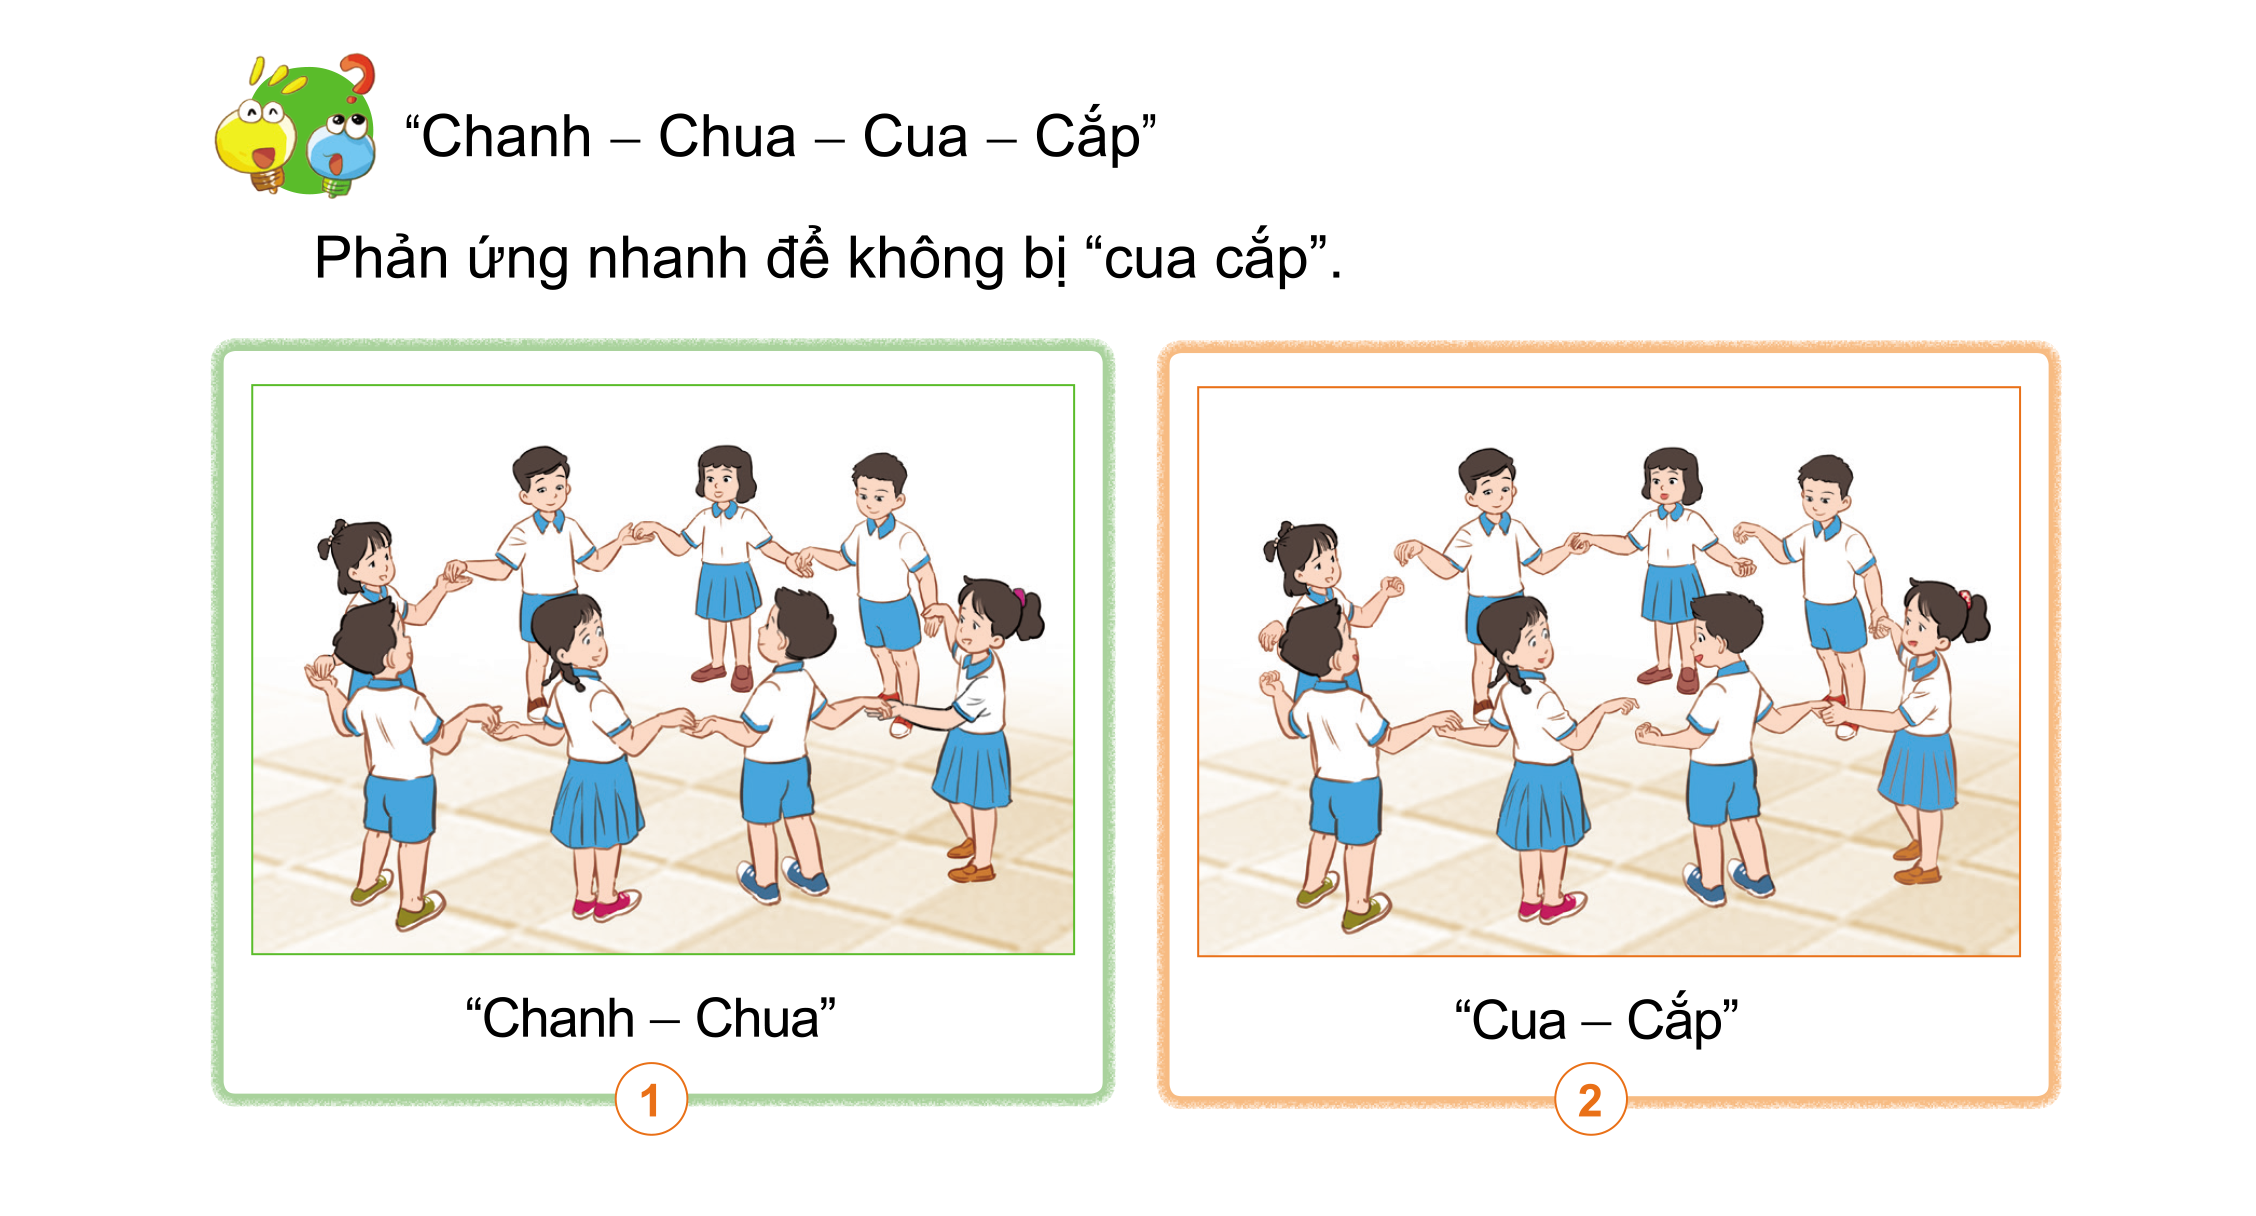 “Chanh – Chua – Cua – Cắp”
Phản ứng nhanh để không bị “cua cắp”.
“Chanh – Chua”
1
“Cua – Cắp”
2